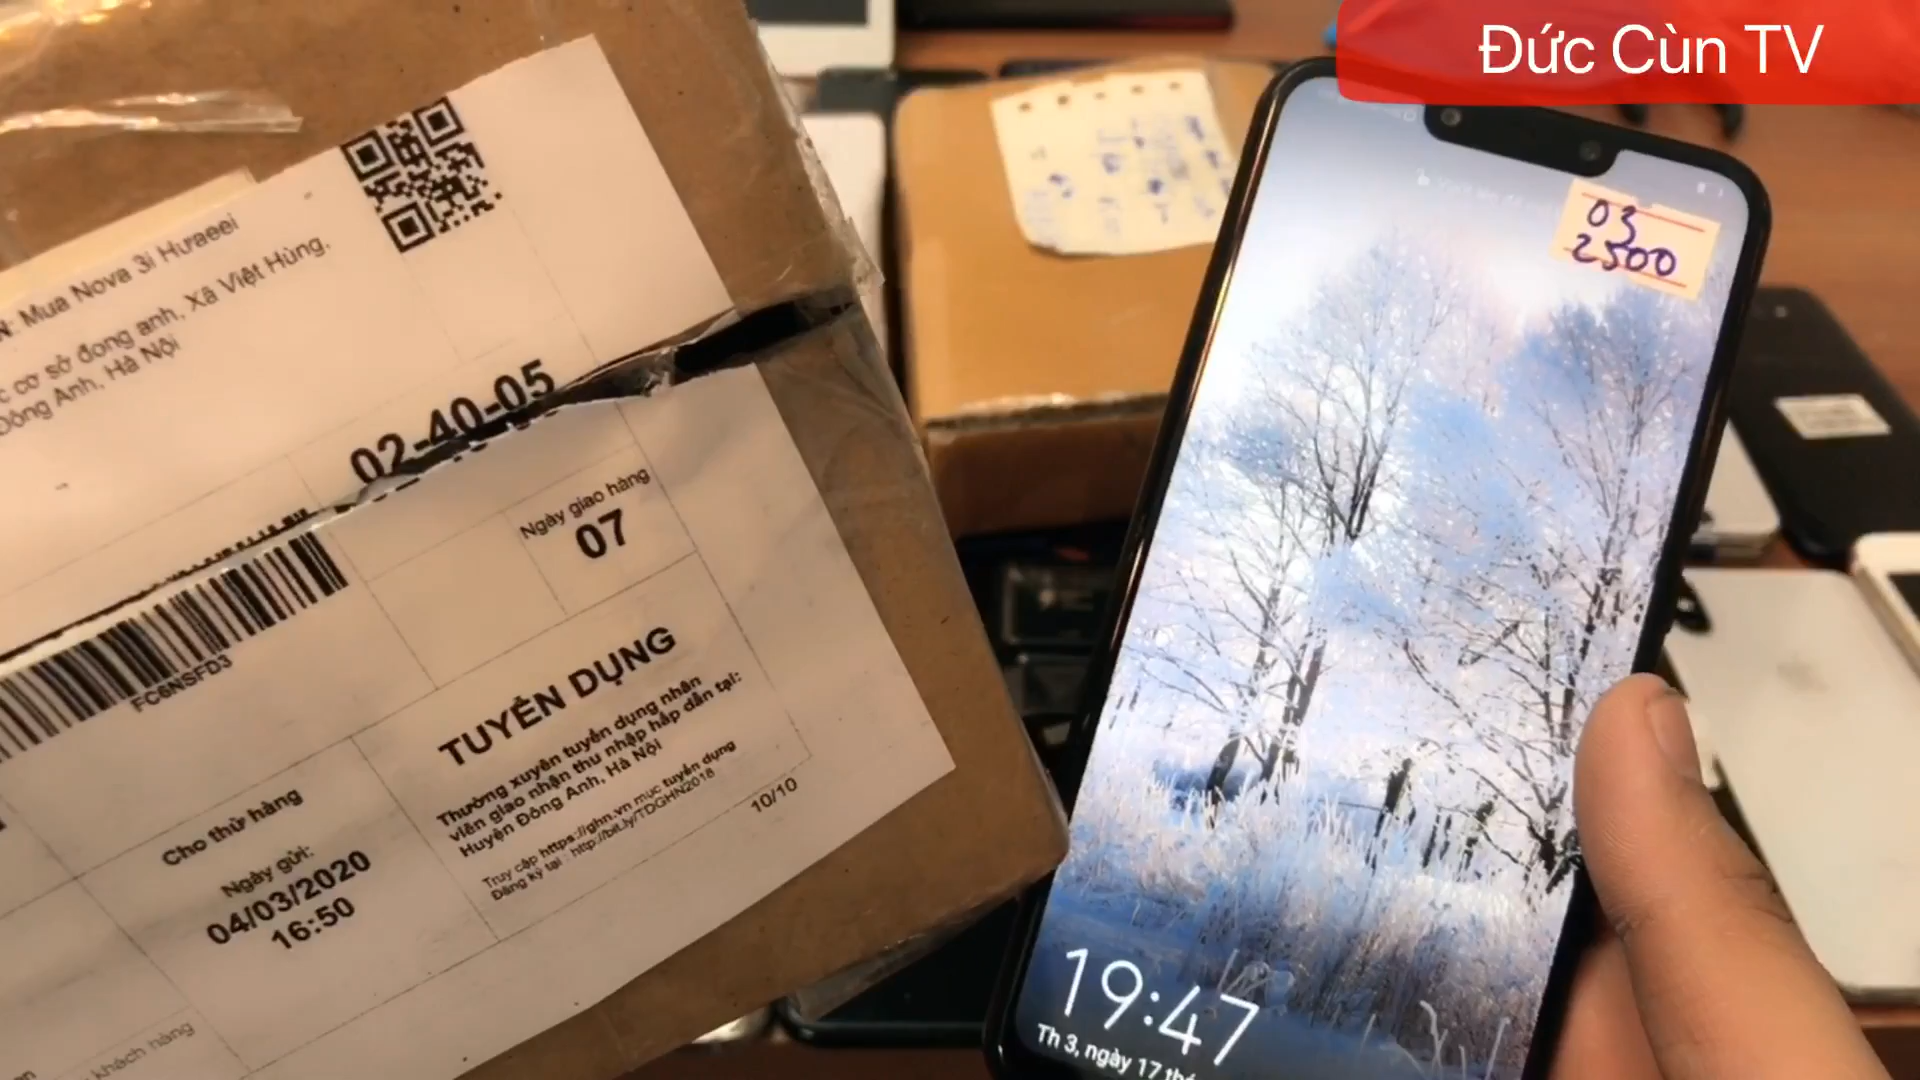 Đức Cùn TV
N: Mua Nova 3i Huraeei
c cơ sở đong anh, Xã Việt Hùng,
Đông Anh, Hà Nội
02-40-05
Ngày giao hàng
07
FC6NSFD3
TUYỂN DỤNG
Thường xuyên tuyển dụng nhân
viên giao nhận thu nhập hấp dẫn tại:
Huyện Đông Anh, Hà Nội
Truy cập https://ghn.vn mục tuyển dụng
Đăng ký tại : http://bit.ly/TDGHN2018
10/10
Cho thử hàng
Ngày gửi:
04/03/2020
16:50
khách hàng
03
2500
19:47
Th 3, ngày 17